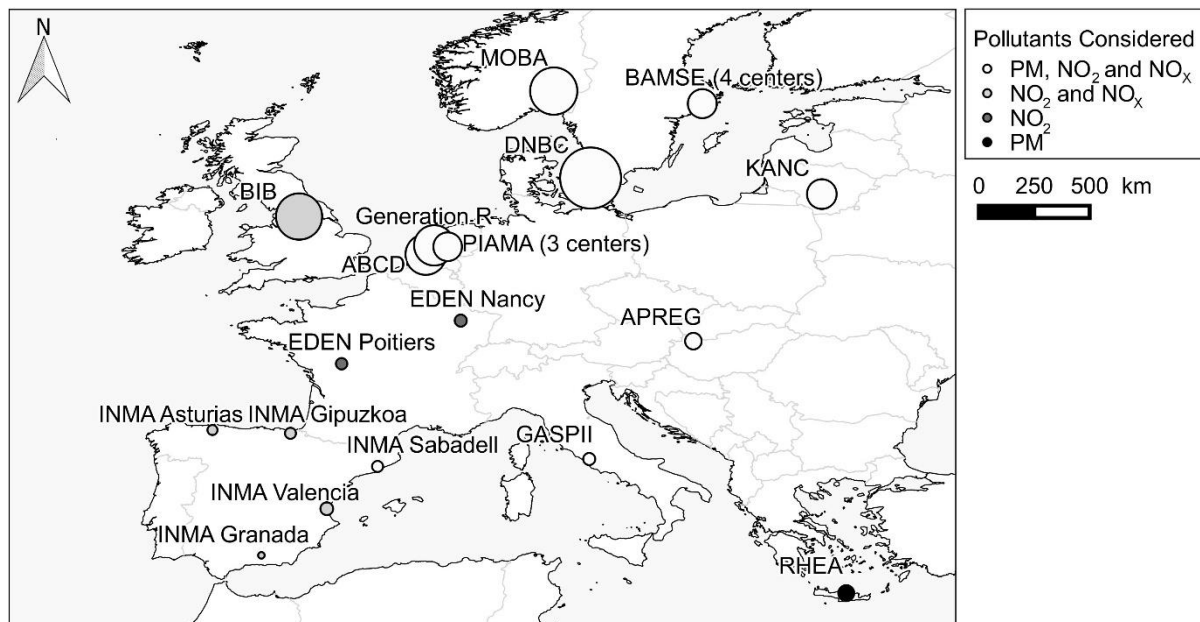 N
MOBA
BAMSE (4 centers)
DNBC
KANC
BIB
Generation R
PIAMA (3 centers)
ABCD
EDEN Nancy
APREG
EDEN Poitiers
INMA Asturias INMA Gipuzkoa
GASPII
INMA Sabadell
INMA Valencia
INMA Granada
RHEA
Pollutants Considered
PM, NO₂ and NOₓ
NO₂ and NOₓ
NO₂
PM
0 250 500 km